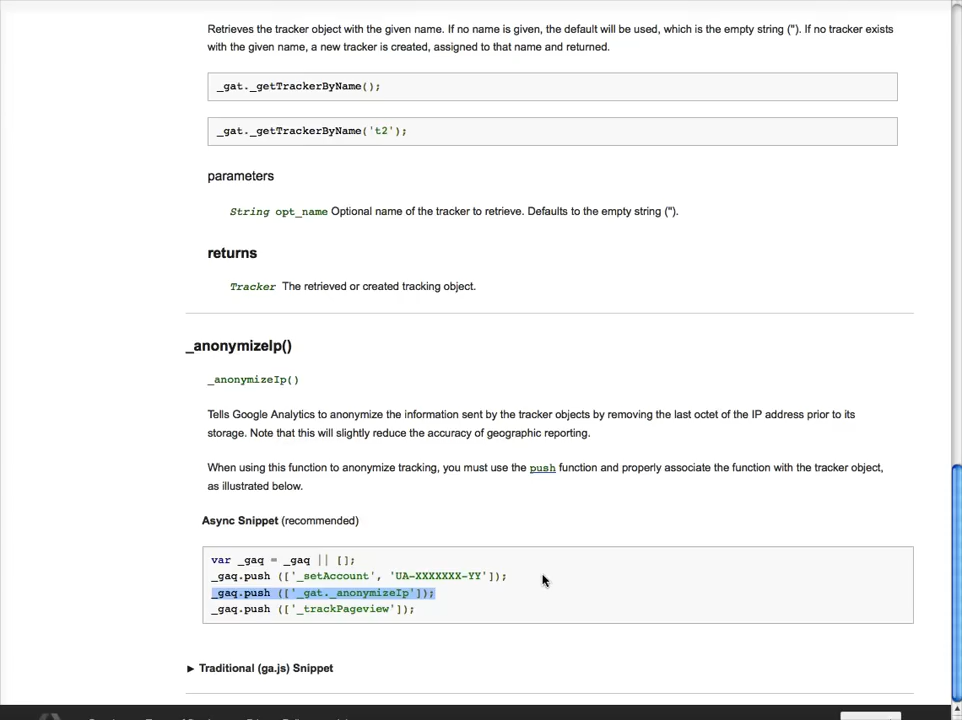 Retrieves the tracker object with the given name. If no name is given, the default will be used, which is the empty string (''). If no tracker exists
with the given name, a new tracker is created, assigned to that name and returned.
_gat._getTrackerByName();
_gat._getTrackerByName('t2');
parameters
String opt_name Optional name of the tracker to retrieve. Defaults to the empty string ('').
returns
Tracker The retrieved or created tracking object.
_anonymizeIp()
_anonymizeIp()
Tells Google Analytics to anonymize the information sent by the tracker objects by removing the last octet of the IP address prior to its
storage. Note that this will slightly reduce the accuracy of geographic reporting.
When using this function to anonymize tracking, you must use the push function and properly associate the function with the tracker object,
as illustrated below.
Async Snippet (recommended)
var _gaq = _gaq || [];
_gaq.push (['_setAccount', 'UA-XXXXXXX-YY']);
_gaq.push (['_gat._anonymizeIp']);
_gaq.push (['_trackPageview']);
► Traditional (ga.js) Snippet